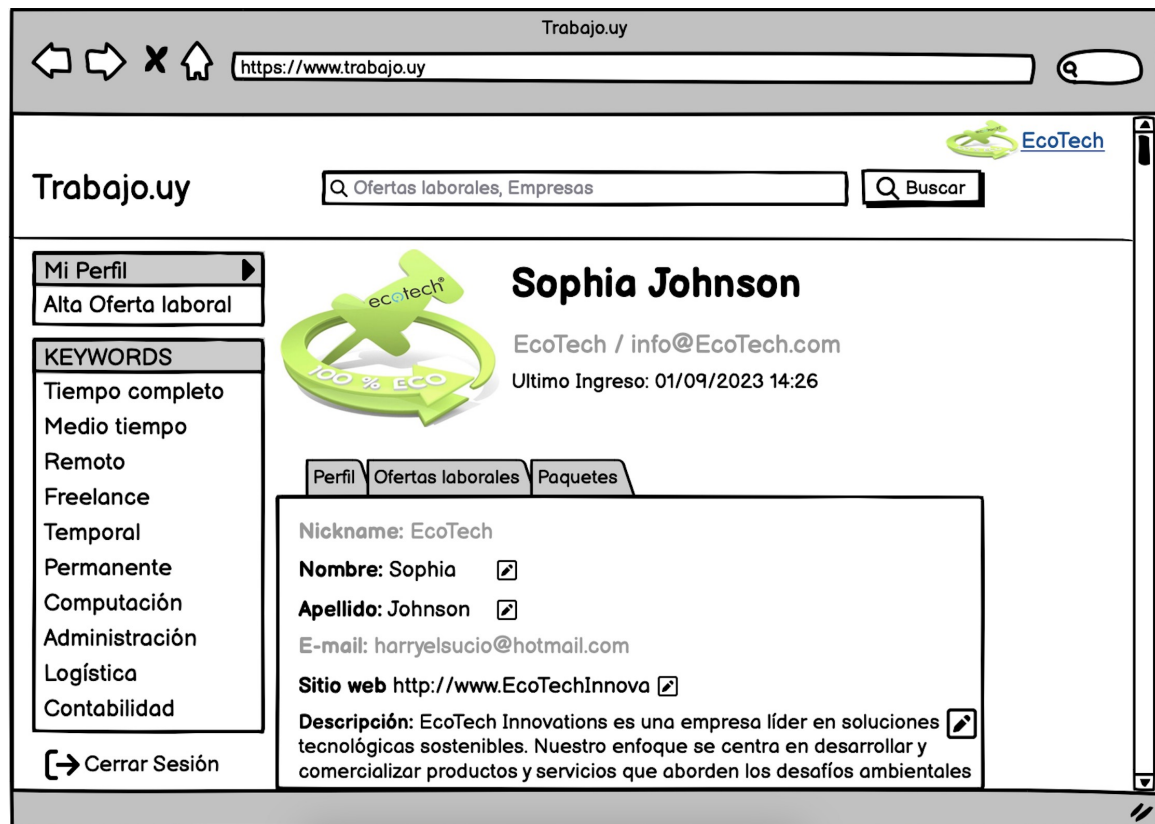 Trabajo.uy
https://www.trabajo.uy
EcoTech
Trabajo.uy
Ofertas laborales, Empresas
Buscar
Mi Perfil
Alta Oferta laboral
KEYWORDS
Tiempo completo
Medio tiempo
Remoto
Freelance
Temporal
Permanente
Computación
Administración
Logística
Contabilidad
Cerrar Sesión
ecotech®
100 % ECO
Sophia Johnson
EcoTech / info@EcoTech.com
Ultimo Ingreso: 01/09/2023 14:26
Perfil Ofertas laborales Paquetes
Nickname: EcoTech
Nombre: Sophia
Apellido: Johnson
E-mail: harryelsucio@hotmail.com
Sitio web http://www.EcoTechInnova
Descripción: EcoTech Innovations es una empresa líder en soluciones
tecnológicas sostenibles. Nuestro enfoque se centra en desarrollar y
comercializar productos y servicios que aborden los desafíos ambientales